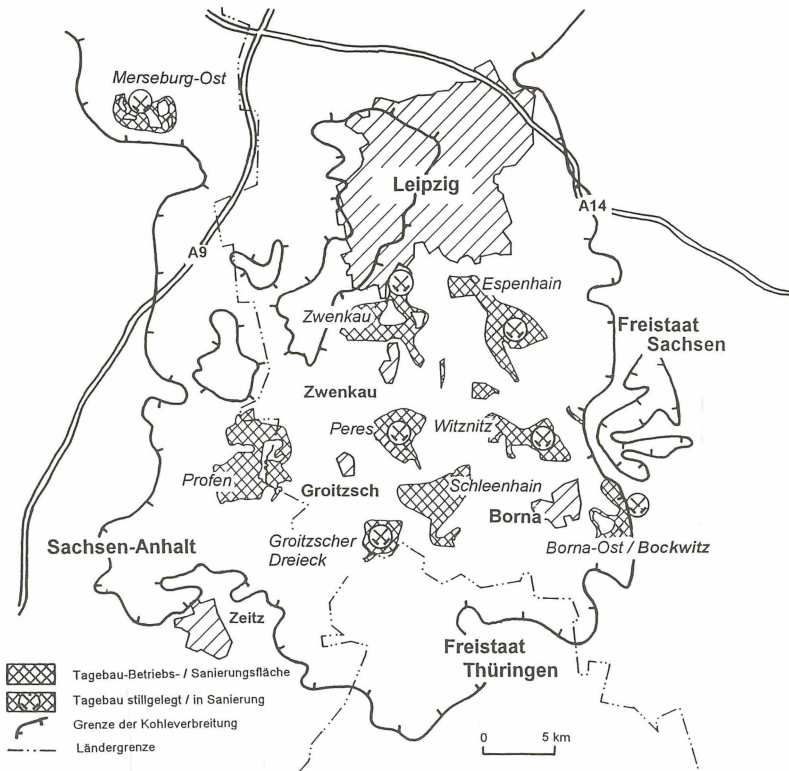 Merseburg-Ost
Leipzig
A14
A9
Espenhain
Zwenkau
Freistaat
Sachsen
Zwenkau
Peres
Witznitz
Profen
Groitzsch
Schleenhain
Borna
Groitzscher
Dreieck
Borna-Ost / Bockwitz
Sachsen-Anhalt
Zeitz
Freistaat
Thüringen
Tagebau-Betriebs- / Sanierungsfläche
Tagebau stillgelegt / in Sanierung
Grenze der Kohleverbreitung
Ländergrenze
0 5 km